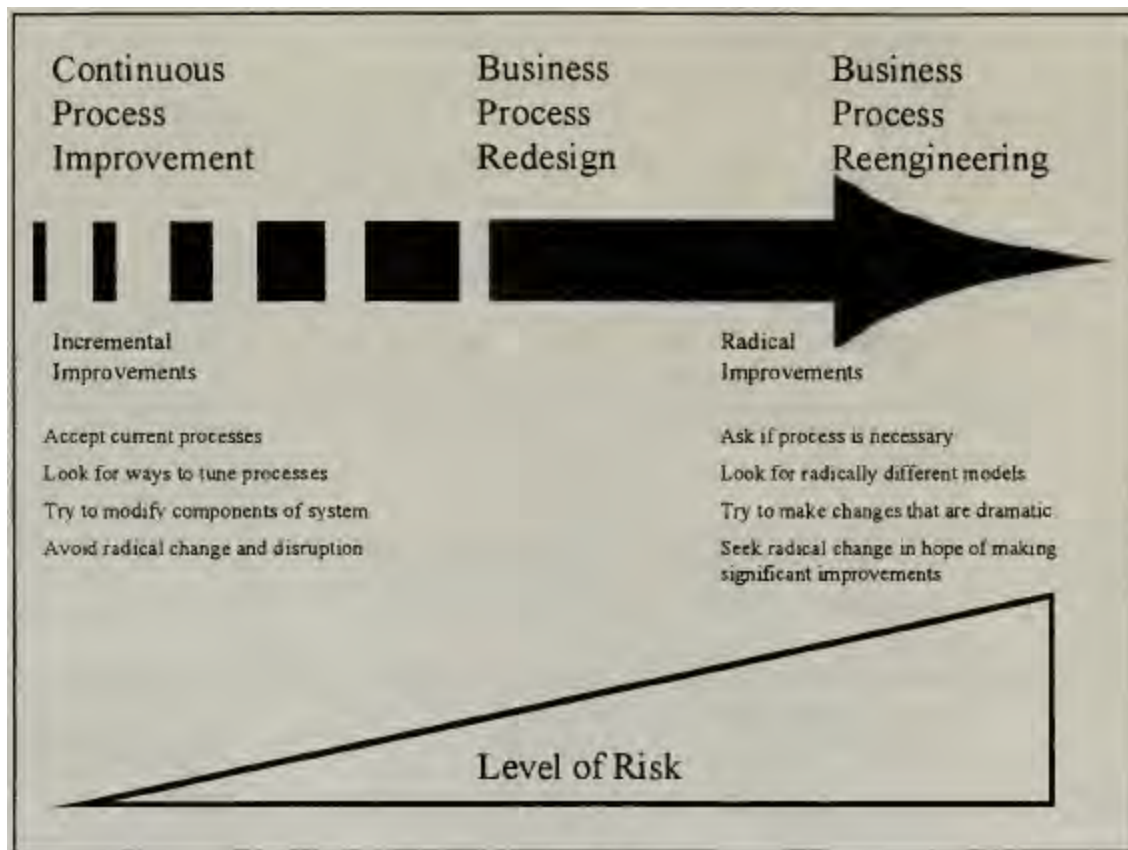 Continuous
Process
Improvement
Business
Process
Redesign
Business
Process
Reengineering
Incremental
Improvements
Radical
Improvements
Accept current processes
Look for ways to tune processes
Try to modify components of system
Avoid radical change and disruption
Ask if process is necessary
Look for radically different models
Try to make changes that are dramatic
Seek radical change in hope of making
significant improvements
Level of Risk